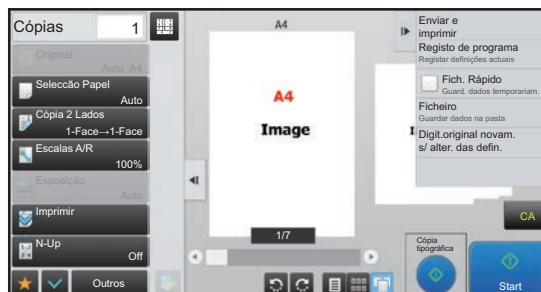 Cópias
1
Original
Auto A4
Selecção Papel
Auto
Cópia 2 Lados
1-Face→1-Face
Escalas A/R
100%
Exposição
Auto
Imprimir
N-Up
Off
Outros
A4
A4
Image
I
1/7
Enviar e
imprimir
Registo de programa
Registar definições actuais
Fich. Rápido
Guard. dados temporariam.
Ficheiro
Guardar dados na pasta
Digit.original novam.
s/ alter. das defin.
CA
Cópia
tipográfica
Start